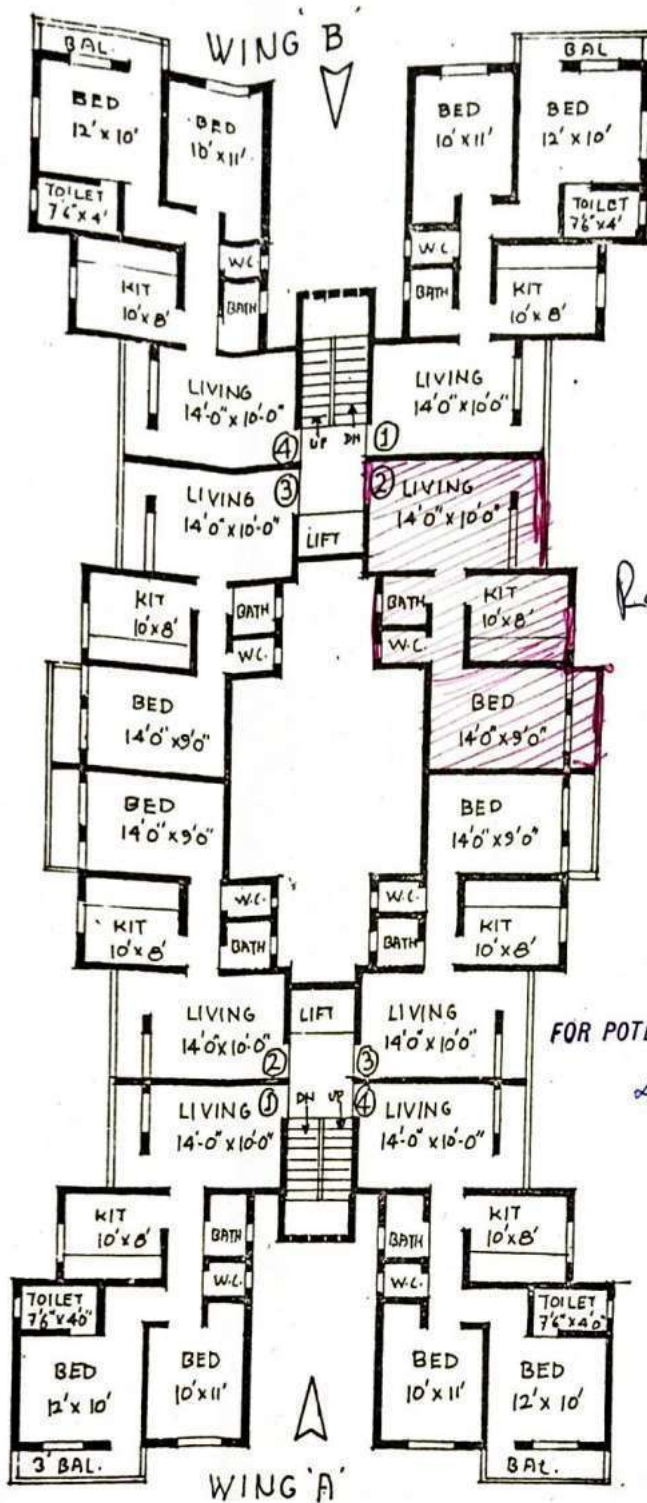 WING 'B'
BAL.
BAL
BED
12' x 10'
BED
10' x 11'
BED
10' x 11'
BED
12' x 10'
TOILET
7'6" x 4'
TOILET
7'6" x 4'
W.C.
W.C.
KIT
10' x 8'
BATH
BATH
KIT
10' x 8'
LIVING
14'-0" x 10'-0"
LIVING
14'0" x 10'0"
④
UP
DN
①
LIVING
14'0" x 10'-0"
③
②
LIVING
14'0" x 10'0"
LIFT
KIT
10' x 8'
BATH
BATH
KIT
10' x 8'
W.C.
W.C.
BED
14'0" x 9'0"
BED
14'0" x 9'0"
BED
14'0" x 9'0"
BED
14'0" x 9'0"
W.C.
W.C.
KIT
10' x 8'
BATH
BATH
KIT
10' x 8'
LIVING
14'0" x 10'-0"
LIFT
LIVING
14'0" x 10'0"
FOR
②
③
LIVING
14'-0" x 10'-0"
①
DN
UP
④
LIVING
14'-0" x 10'-0"
KIT
10' x 8'
BATH
BATH
KIT
10' x 8'
W.C.
W.C.
TOILET
7'6" x 4'0"
TOILET
7'6" x 4'0"
BED
12' x 10'
BED
10' x 11'
BED
10' x 11'
BED
12' x 10'
3' BAL.
BAL.
WING 'A'